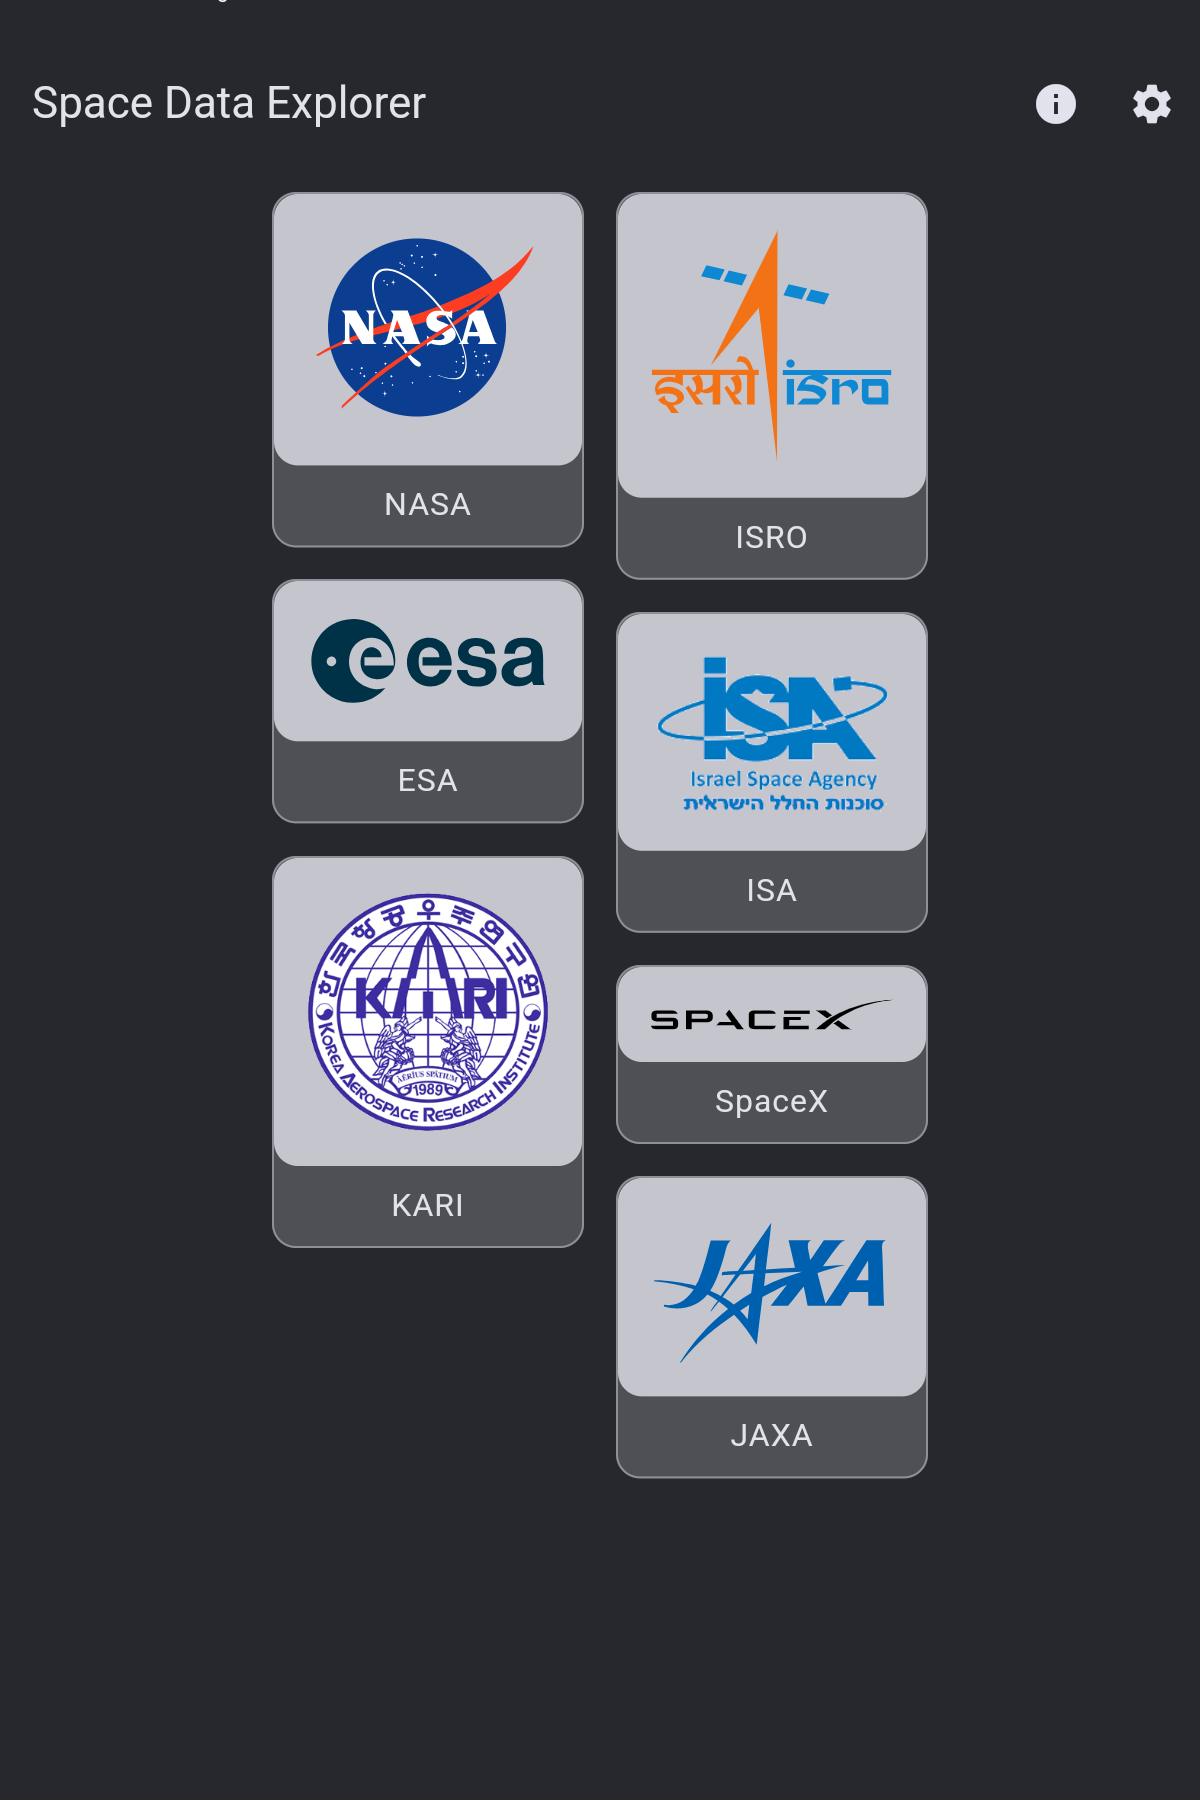 Space Data Explorer
NASA
NASA
इसरो isro
ISRO
esa
ESA
ISA
Israel Space Agency
סוכנות החלל הישראלית
ISA
한국항공우주연구원
KARI
AERIUS SPATIUM
1989
KOREA AEROSPACE RESEARCH INSTITUTE
KARI
SPACEX
SpaceX
JAXA
JAXA